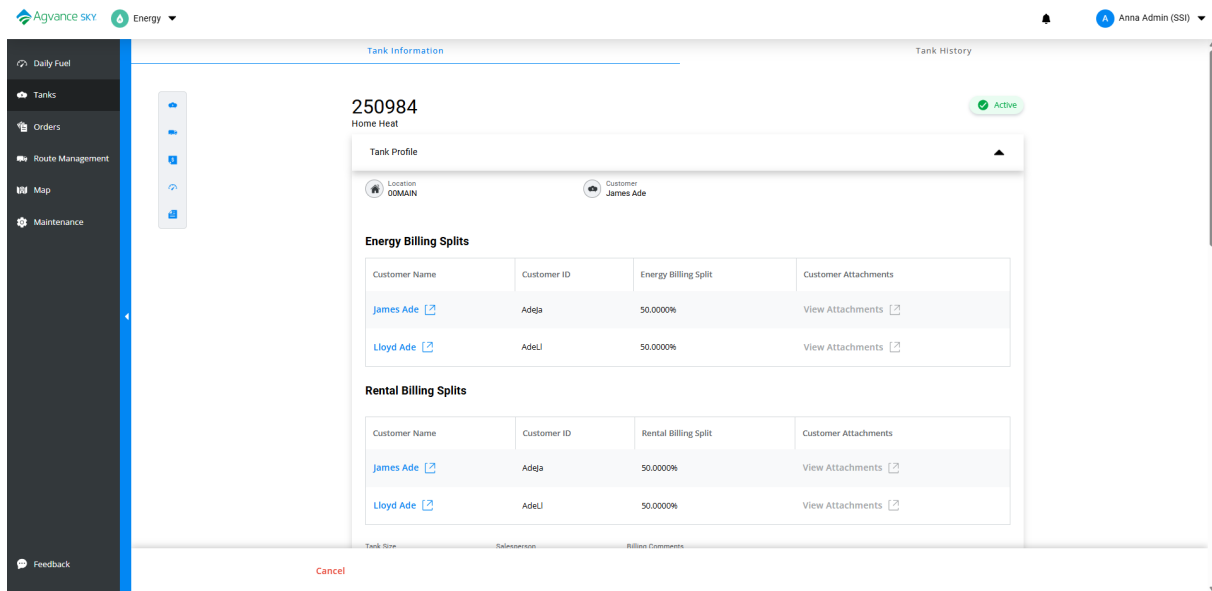 Agvance SKY Energy Anna Admin (SSI)
A
Tank Information Tank History
Daily Fuel
Tanks
Orders
Route Management
Map
Maintenance
Feedback
250984 Active
Home Heat
Tank Profile
Location Customer
00MAIN James Ade
Energy Billing Splits
Customer Name Customer ID Energy Billing Split Customer Attachments
James Ade AdeJa 50.0000% View Attachments
Lloyd Ade AdeLl 50.0000% View Attachments
Rental Billing Splits
Customer Name Customer ID Rental Billing Split Customer Attachments
James Ade AdeJa 50.0000% View Attachments
Lloyd Ade AdeLl 50.0000% View Attachments
Tank Size Salesperson Billing Comments
Cancel